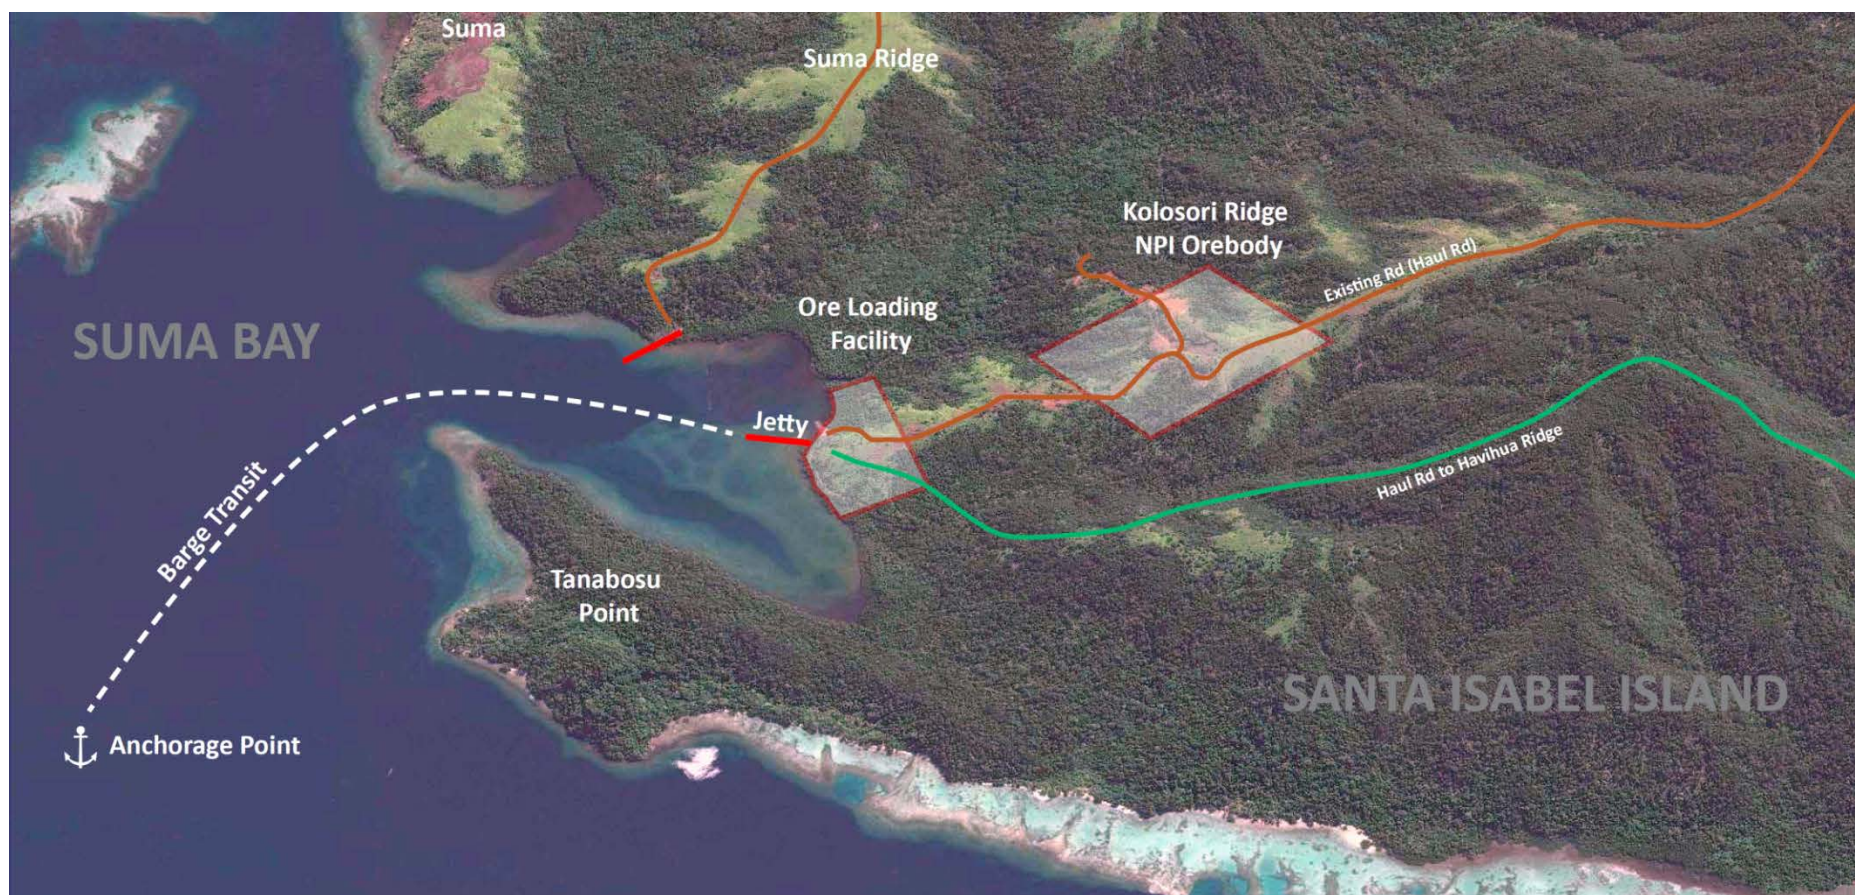 Suma
Suma Ridge
Kolosori Ridge
NPI Orebody
Existing Rd (Haul Rd)
Ore Loading
Facility
SUMA BAY
Jetty
Haul Rd to Havihua Ridge
Barge Transit
Tanabosu
Point
SANTA ISABEL ISLAND
Anchorage Point